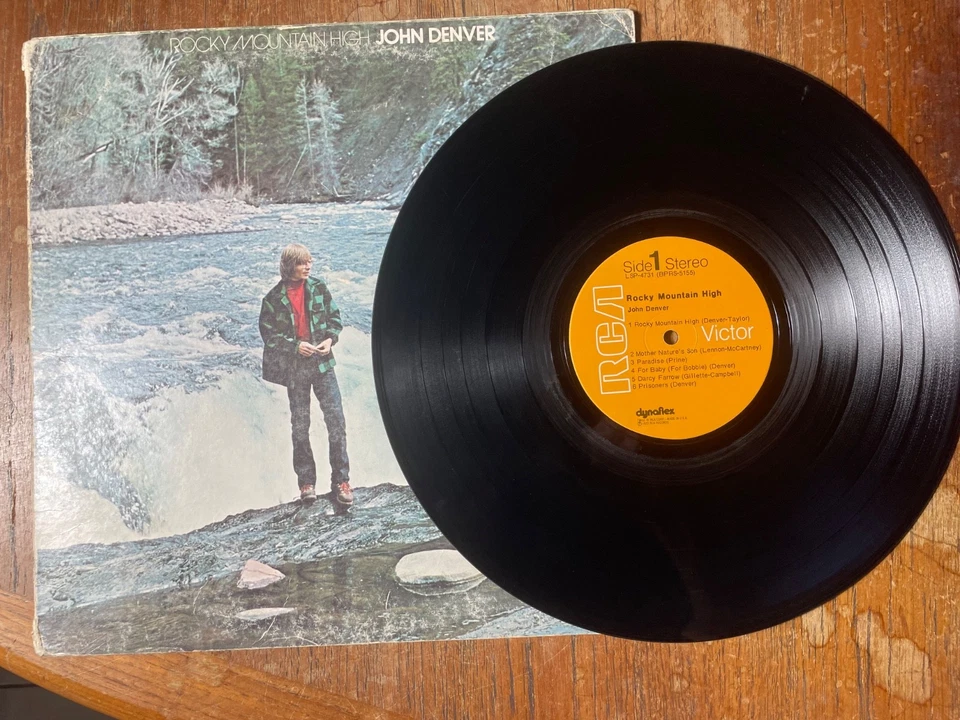 ROCKY MOUNTAIN HIGH JOHN DENVER
Side 1 Stereo
LSP-4731 (BPRS-5155)
Rocky Mountain High
John Denver
RCA
1 Rocky Mountain High (Denver-Taylor)
Victor
2 Mother Nature's Son (Lennon-McCartney)
3 Paradise (Prine)
4 For Baby (For Bobbie) (Denver)
5 Darcy Farrow (Gillette-Campbell)
6 Prisoners (Denver)
dynaflex